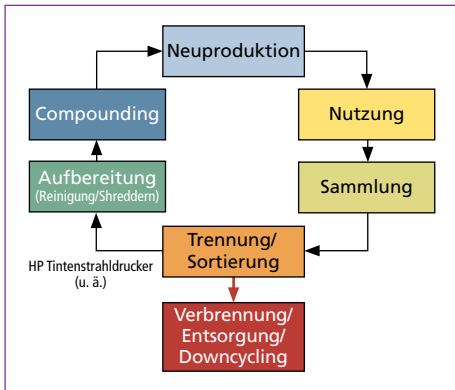 Neuproduktion
Compounding
Nutzung
Aufbereitung
(Reinigung/Shreddern)
Sammlung
HP Tintenstrahldrucker
(u. ä.)
Trennung/
Sortierung
Verbrennung/
Entsorgung/
Downcycling